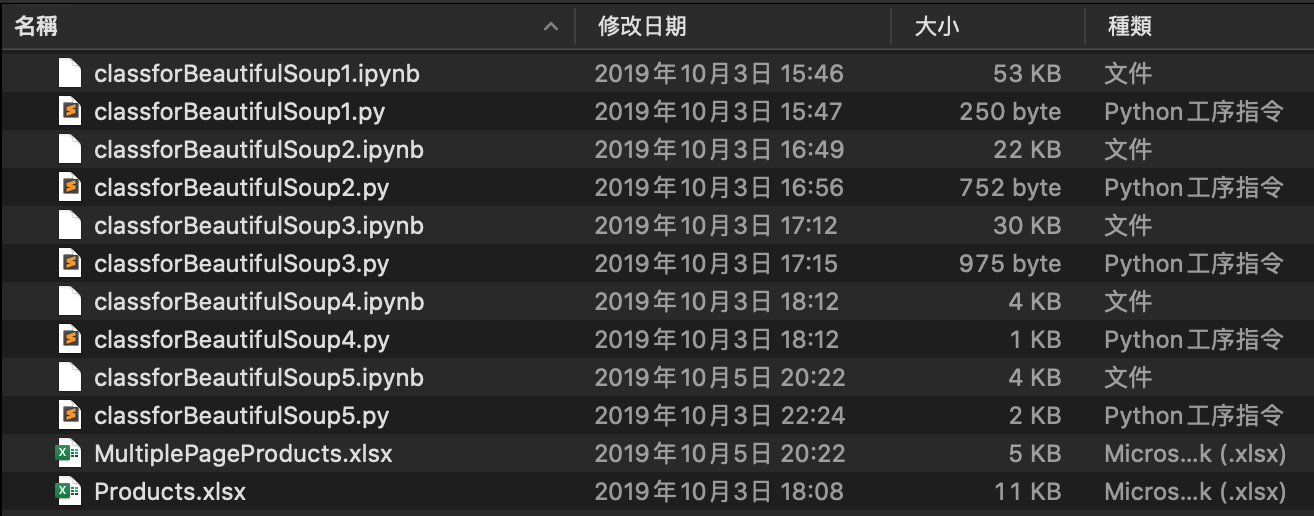 名稱 修改日期 大小 種類
classforBeautifulSoup1.ipynb 2019年10月3日 15:46 53 KB 文件
classforBeautifulSoup1.py 2019年10月3日 15:47 250 byte Python工序指令
classforBeautifulSoup2.ipynb 2019年10月3日 16:49 22 KB 文件
classforBeautifulSoup2.py 2019年10月3日 16:56 752 byte Python工序指令
classforBeautifulSoup3.ipynb 2019年10月3日 17:12 30 KB 文件
classforBeautifulSoup3.py 2019年10月3日 17:15 975 byte Python工序指令
classforBeautifulSoup4.ipynb 2019年10月3日 18:12 4 KB 文件
classforBeautifulSoup4.py 2019年10月3日 18:12 1 KB Python工序指令
classforBeautifulSoup5.ipynb 2019年10月5日 20:22 4 KB 文件
classforBeautifulSoup5.py 2019年10月3日 22:24 2 KB Python工序指令
MultiplePageProducts.xlsx 2019年10月5日 20:22 5 KB Micros...k (.xlsx)
Products.xlsx 2019年10月3日 18:08 11 KB Micros...k (.xlsx)